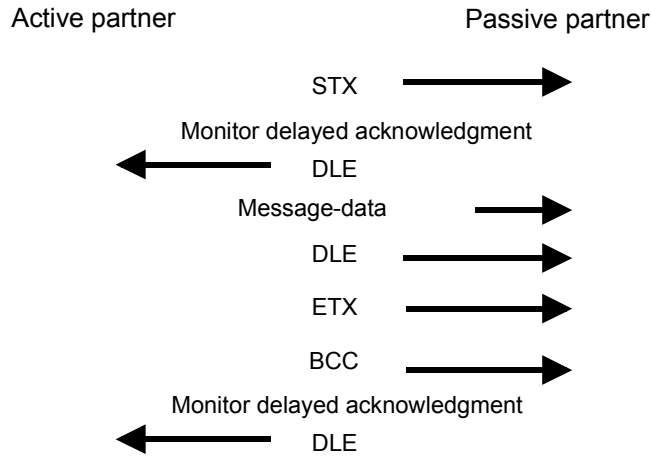 Active partner
Passive partner
STX
Monitor delayed acknowledgment
DLE
Message-data
DLE
ETX
BCC
Monitor delayed acknowledgment
DLE